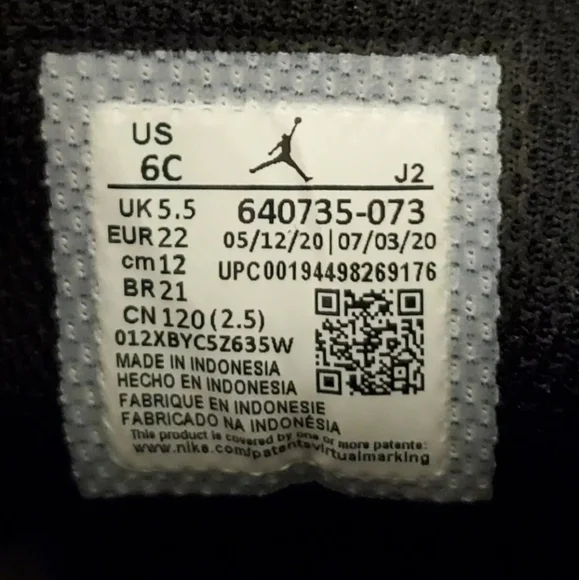 US
6C
J2
UK 5.5 640735-073
EUR 22 05/12/20 | 07/03/20
cm 12 UPC00194498269176
BR 21
CN 120 (2.5)
012XBYC5Z635W
MADE IN INDONESIA
HECHO EN INDONESIA
FABRIQUE EN INDONESIE
FABRICADO NA INDONÉSIA
This product is covered by one or more patents:
www.nike.com/patentsvirtualmarking